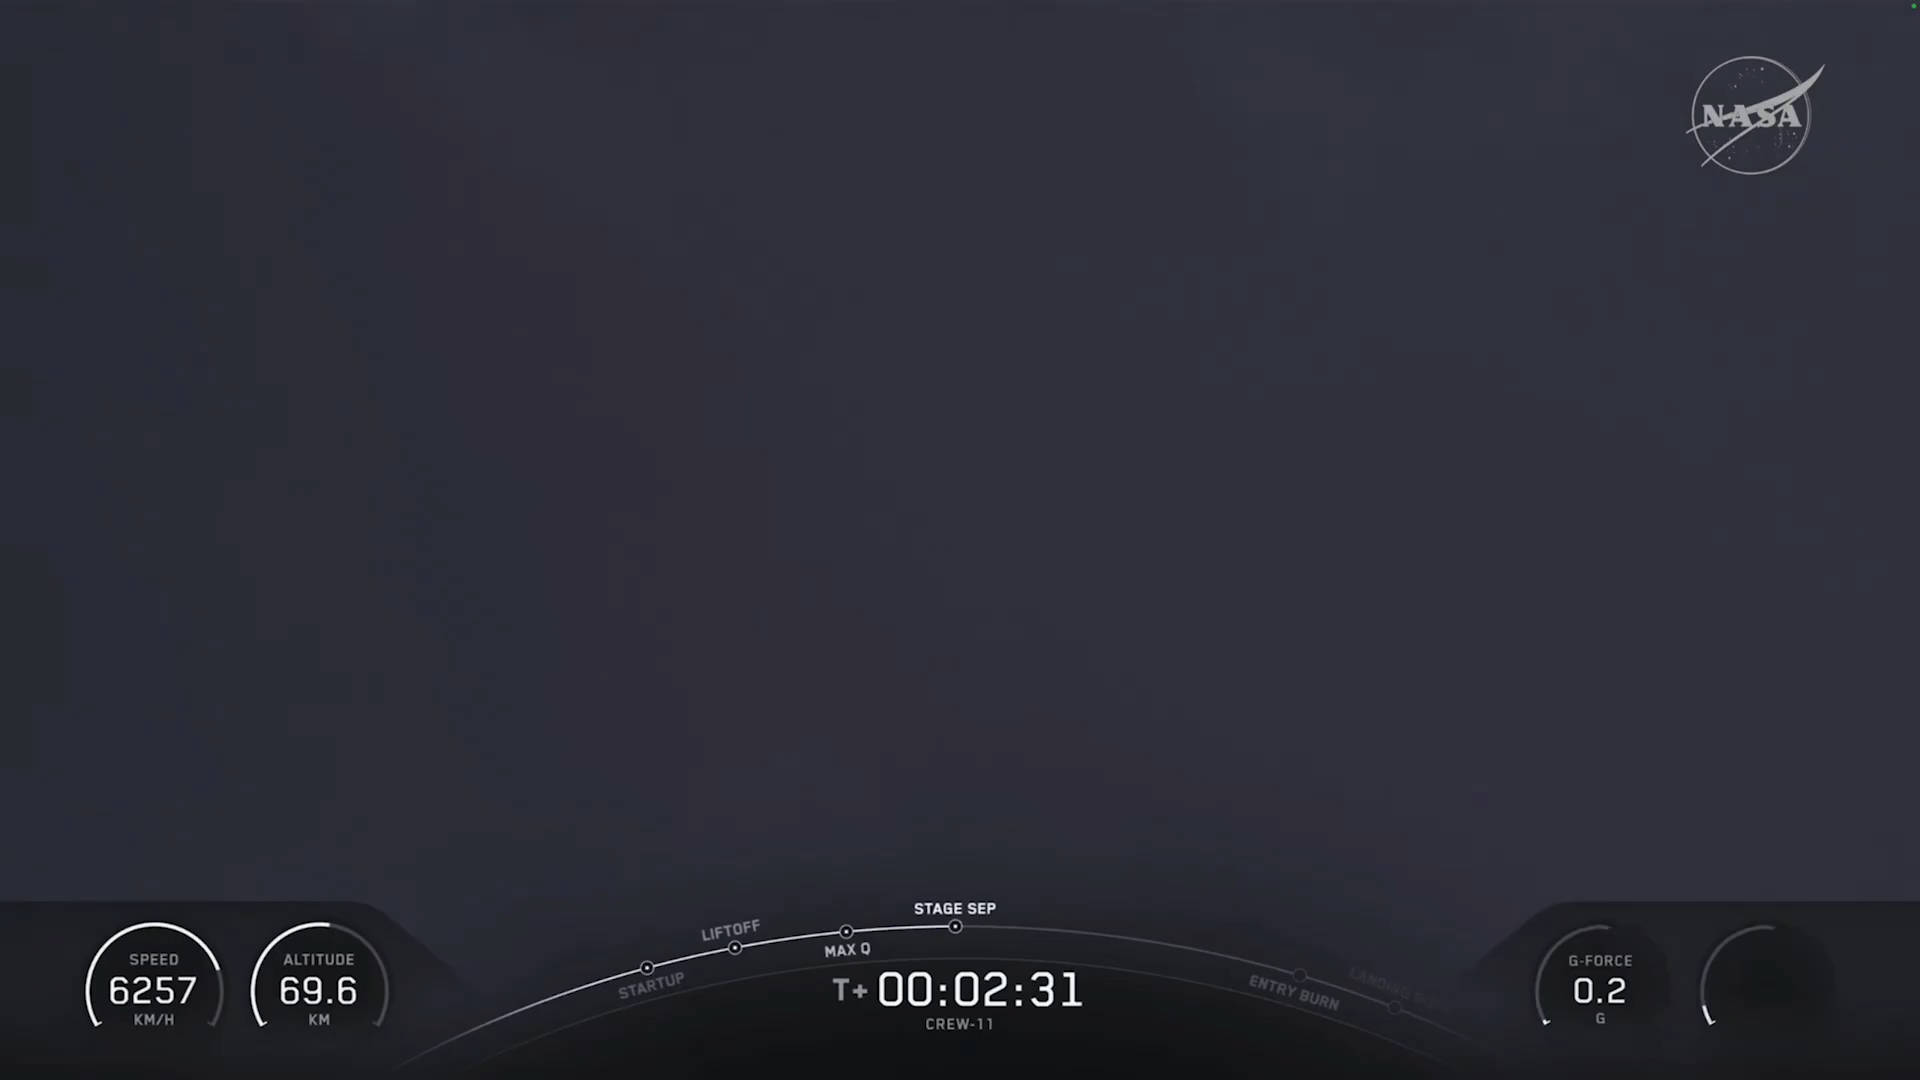 NASA
STAGE SEP
LIFTOFF
MAX Q
STARTUP
ENTRY BURN
SPEED
6257
KM/H
ALTITUDE
69.6
KM
T+ 00:02:31
CREW-11
G-FORCE
0.2
G